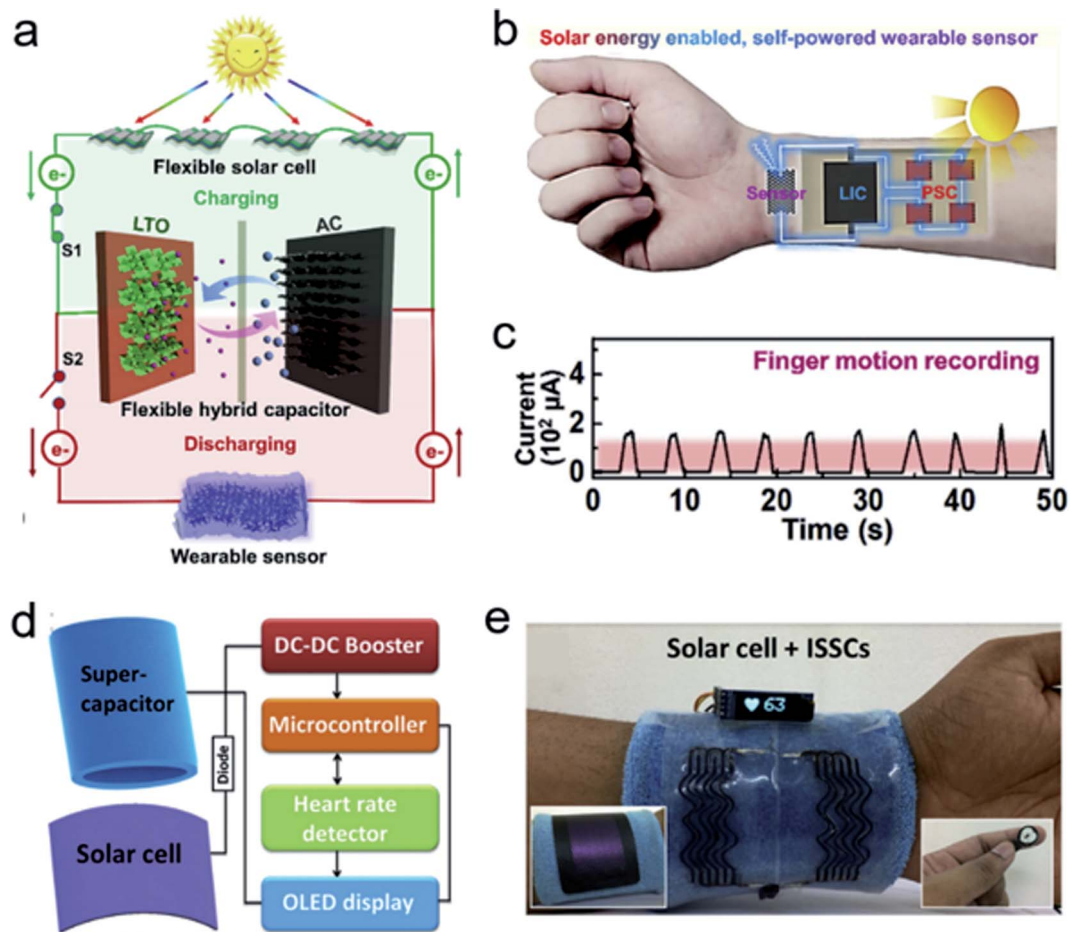 a
Flexible solar cell
e-
e-
Charging
LTO
AC
S1
S2
Flexible hybrid capacitor
Discharging
e-
e-
Wearable sensor
b
Solar energy enabled, self-powered wearable sensor
Sensor
LIC
PSC
c
Finger motion recording
Current
(10² µA)
4
2
0
0
10
20
30
40
50
Time (s)
d
Super-
capacitor
Diode
Solar cell
DC-DC Booster
Microcontroller
Heart rate
detector
OLED display
e
Solar cell + ISSCs
63